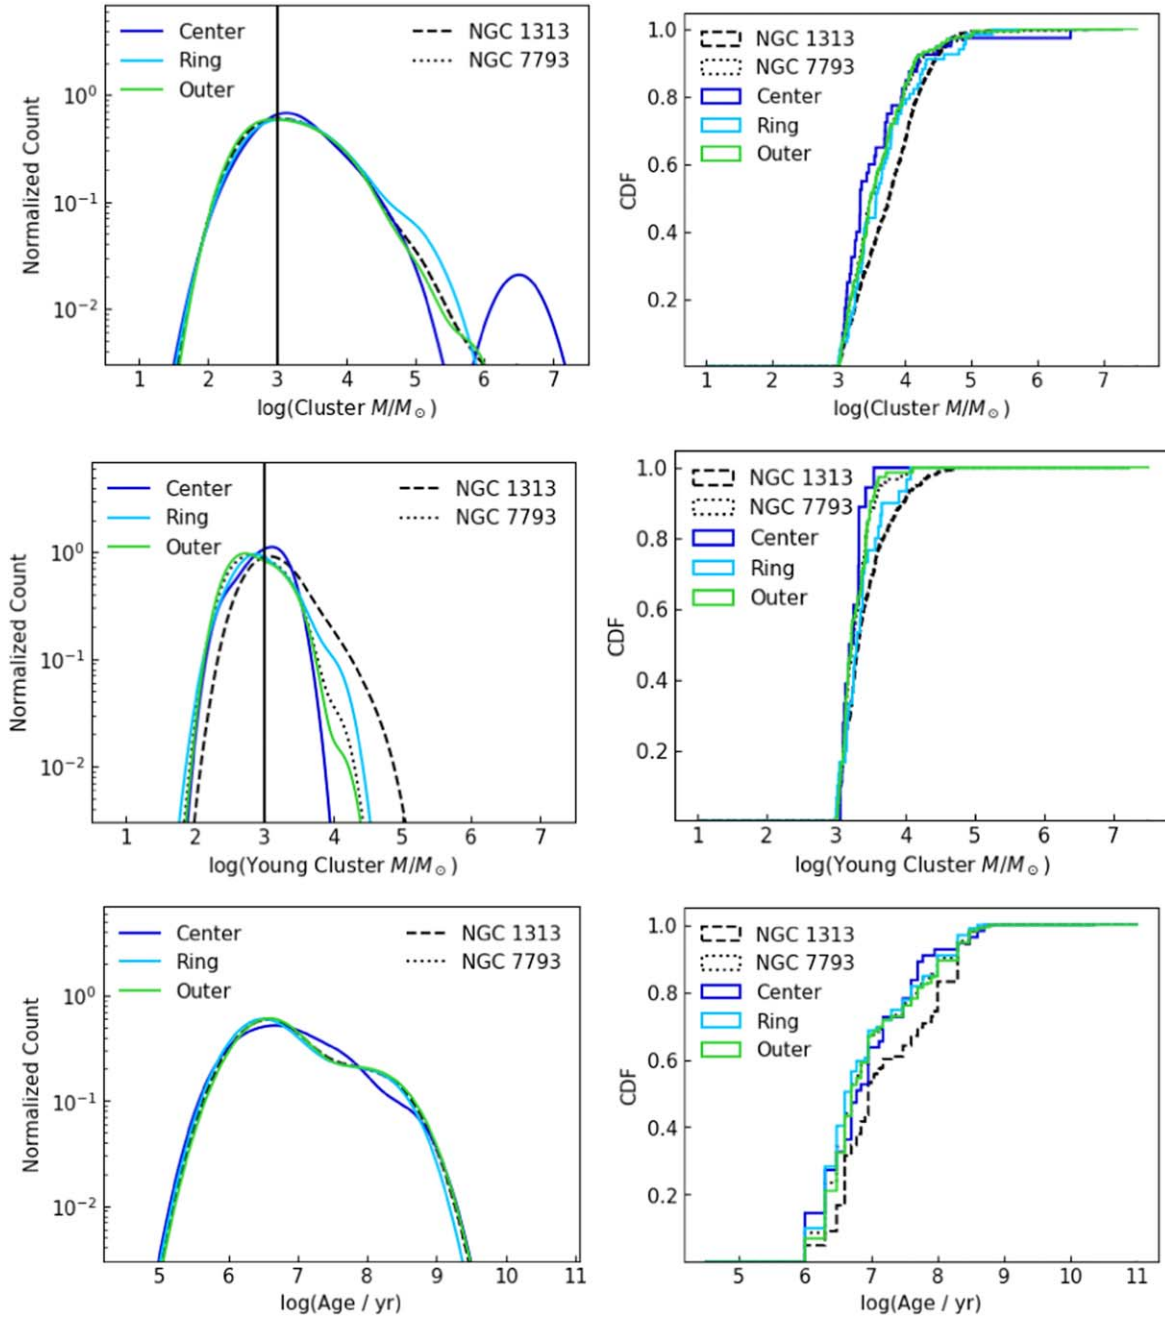 Center
Ring
Outer
NGC 1313
NGC 7793
10⁰
10⁻¹
10⁻²
Normalized Count
1 2 3 4 5 6 7
log(Cluster M/M⊙)
NGC 1313
NGC 7793
Center
Ring
Outer
1.0
0.8
0.6
0.4
0.2
CDF
1 2 3 4 5 6 7
log(Cluster M/M⊙)
Center
Ring
Outer
NGC 1313
NGC 7793
10⁰
10⁻¹
10⁻²
Normalized Count
1 2 3 4 5 6 7
log(Young Cluster M/M⊙)
NGC 1313
NGC 7793
Center
Ring
Outer
1.0
0.8
0.6
0.4
0.2
CDF
1 2 3 4 5 6 7
log(Young Cluster M/M⊙)
Center
Ring
Outer
NGC 1313
NGC 7793
10⁰
10⁻¹
10⁻²
Normalized Count
5 6 7 8 9 10 11
log(Age / yr)
NGC 1313
NGC 7793
Center
Ring
Outer
1.0
0.8
0.6
0.4
0.2
CDF
5 6 7 8 9 10 11
log(Age / yr)